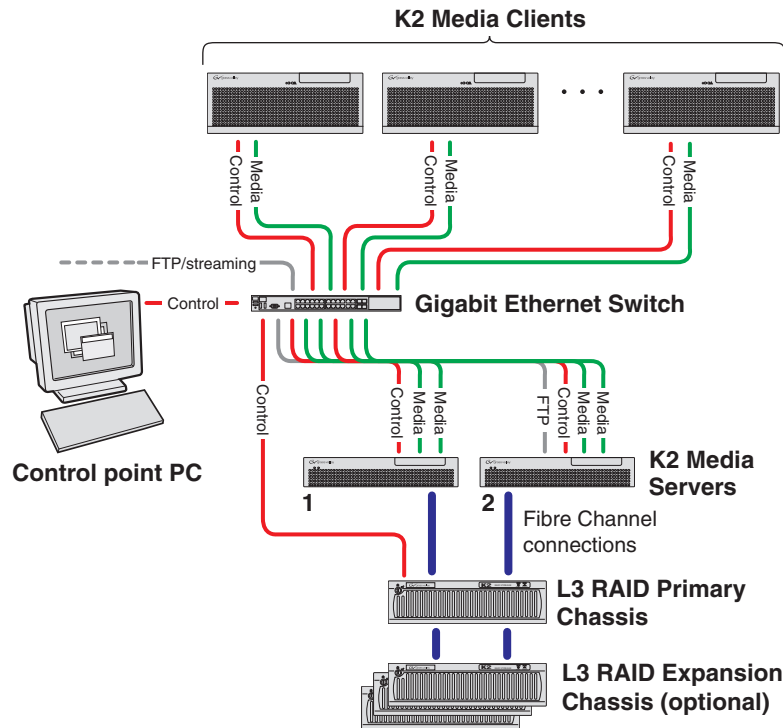 K2 Media Clients
Control
Media
Control
Media
Control
Media
FTP/streaming
Control
Gigabit Ethernet Switch
Control
Control
Media
Media
FTP
Control
Media
Media
Control point PC
K2 Media
Servers
1
2
Fibre Channel
connections
K2
L3 RAID Primary
Chassis
K2
L3 RAID Expansion
Chassis (optional)